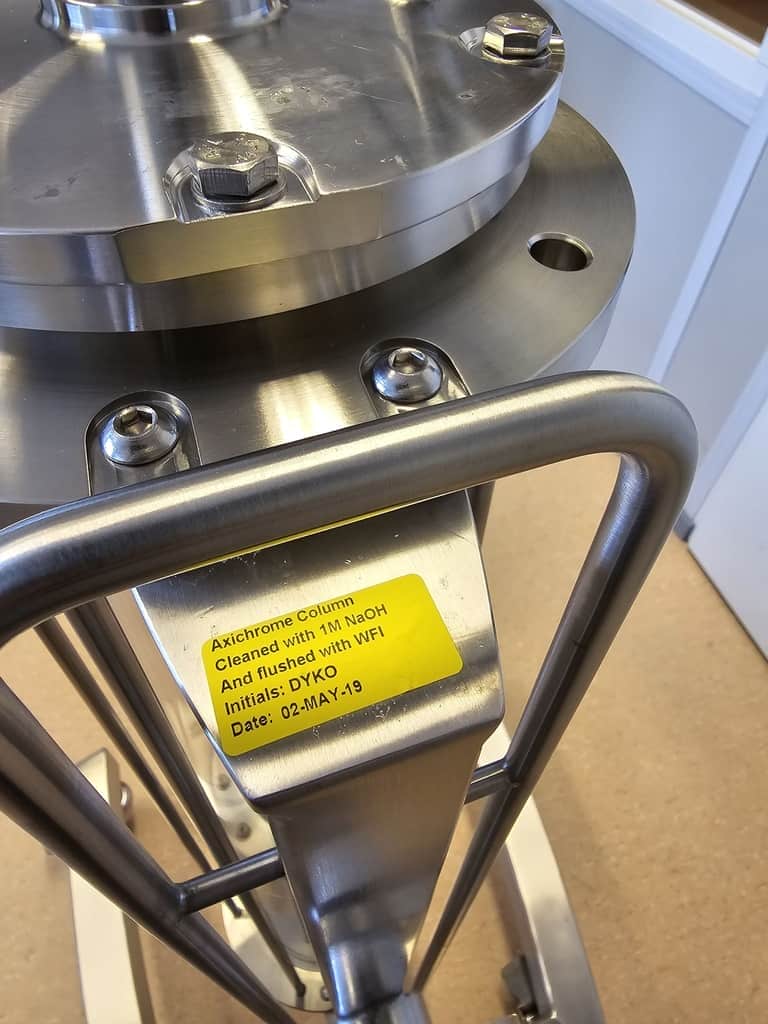 Axichrome Column
Cleaned with 1M NaOH
And flushed with WFI
Initials: DYKO
Date: 02-MAY-19